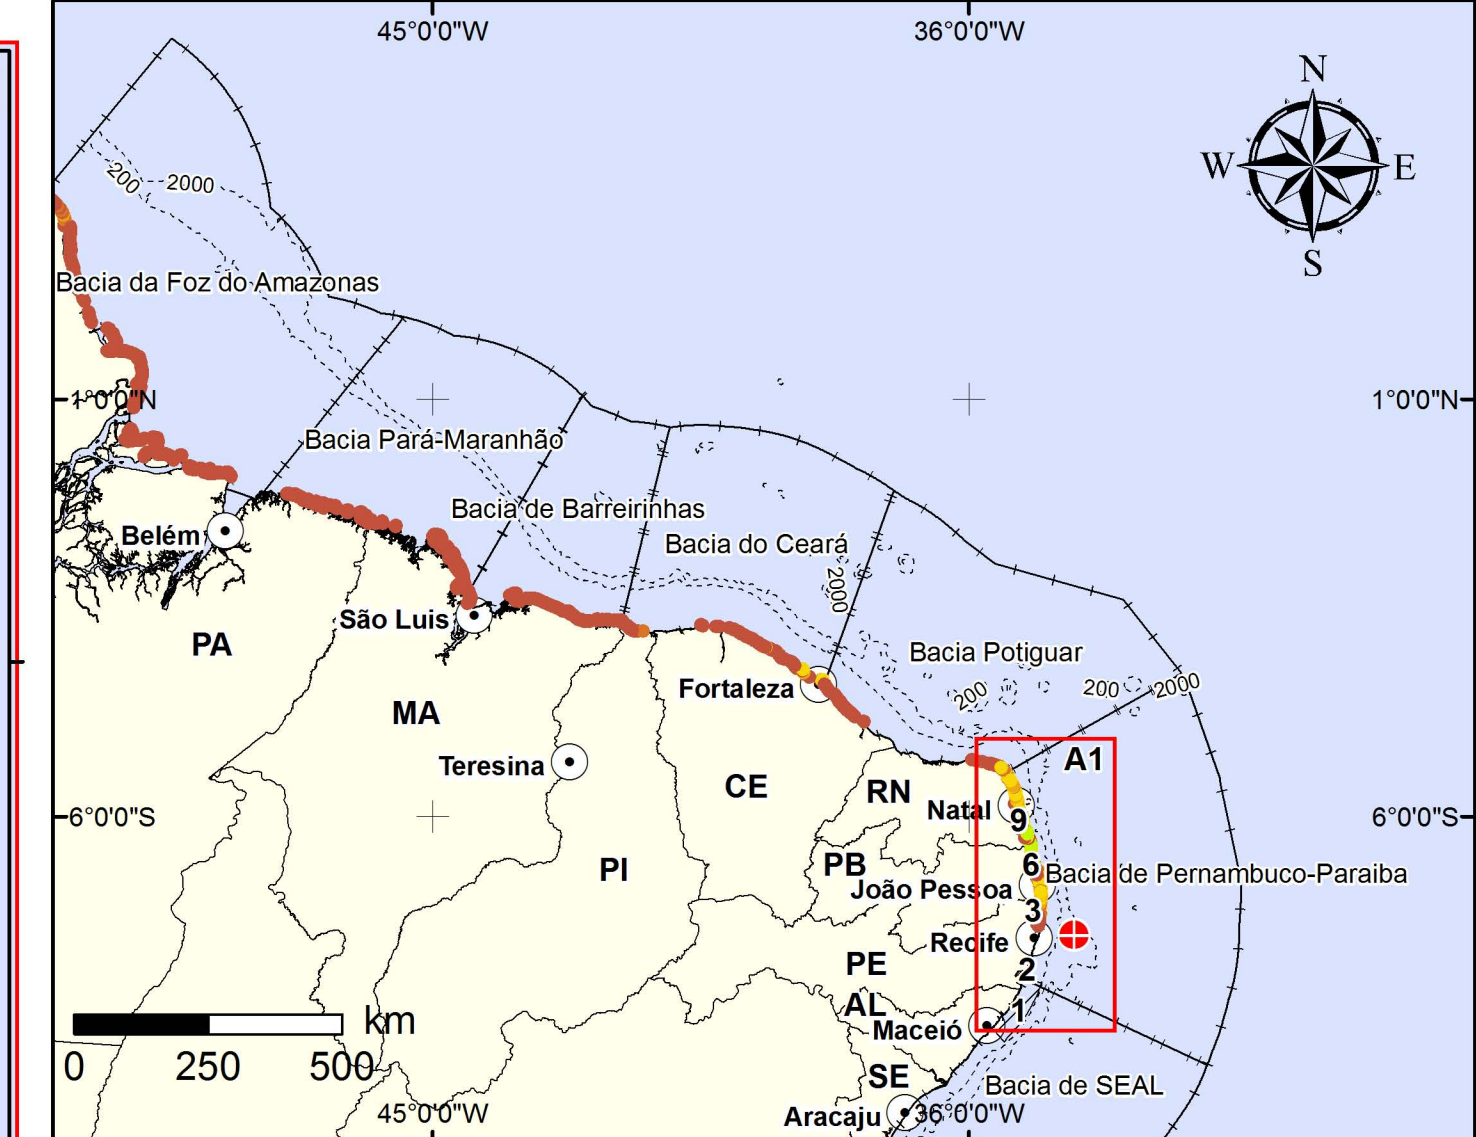 45°0'0"W
36°0'0"W
N
W
E
S
200
2000
Bacia da Foz do Amazonas
1°0'0"N
1°0'0"N
Bacia Pará-Maranhão
Bacia de Barreirinhas
Belém
Bacia do Ceará
2000
São Luis
PA
Bacia Potiguar
Fortaleza
200
200
2000
MA
A1
Teresina
CE
RN
Natal
6°0'0"S
9
6°0'0"S
PI
PB
6
Bacia de Pernambuco-Paraiba
João Pessoa
3
Recife
PE
2
AL
1
km
Maceió
0
250
500
SE
Bacia de SEAL
45°0'0"W
Aracaju
36°0'0"W